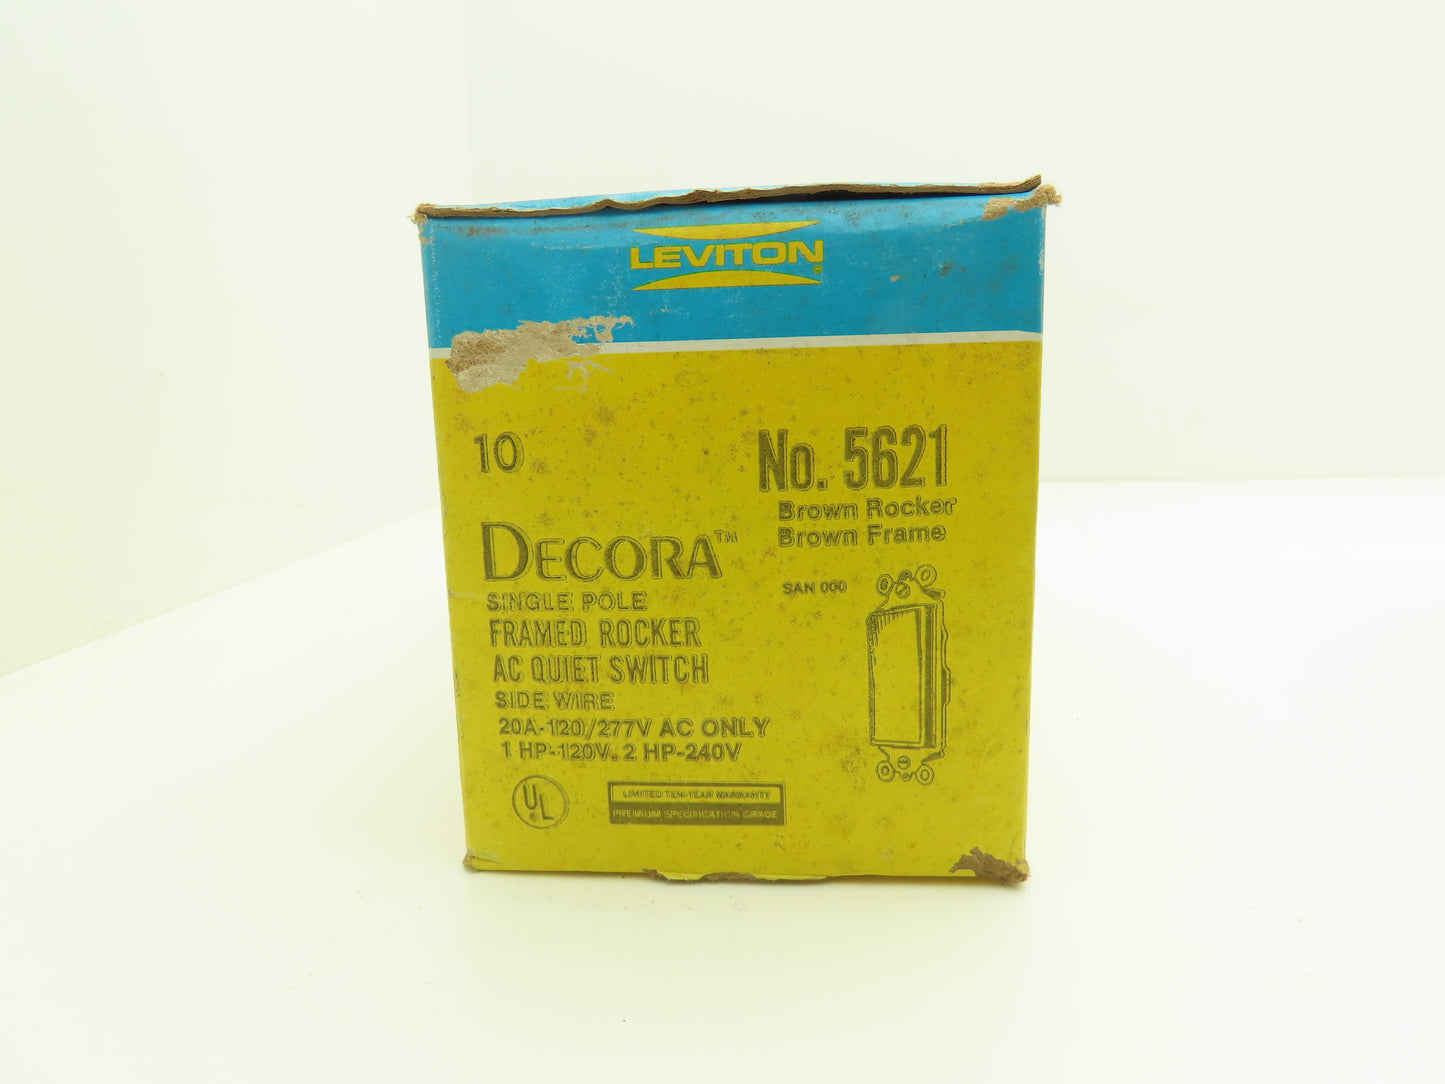 LEVITON®
10
No. 5621
Brown Rocker
Brown Frame
DECORA™
SAN 000
SINGLE POLE
FRAMED ROCKER
AC QUIET SWITCH
SIDE WIRE
20A-120/277V AC ONLY
1 HP-120V. 2 HP-240V
UL
LIMITED TEN-YEAR WARRANTY
PREMIUM SPECIFICATION GRADE